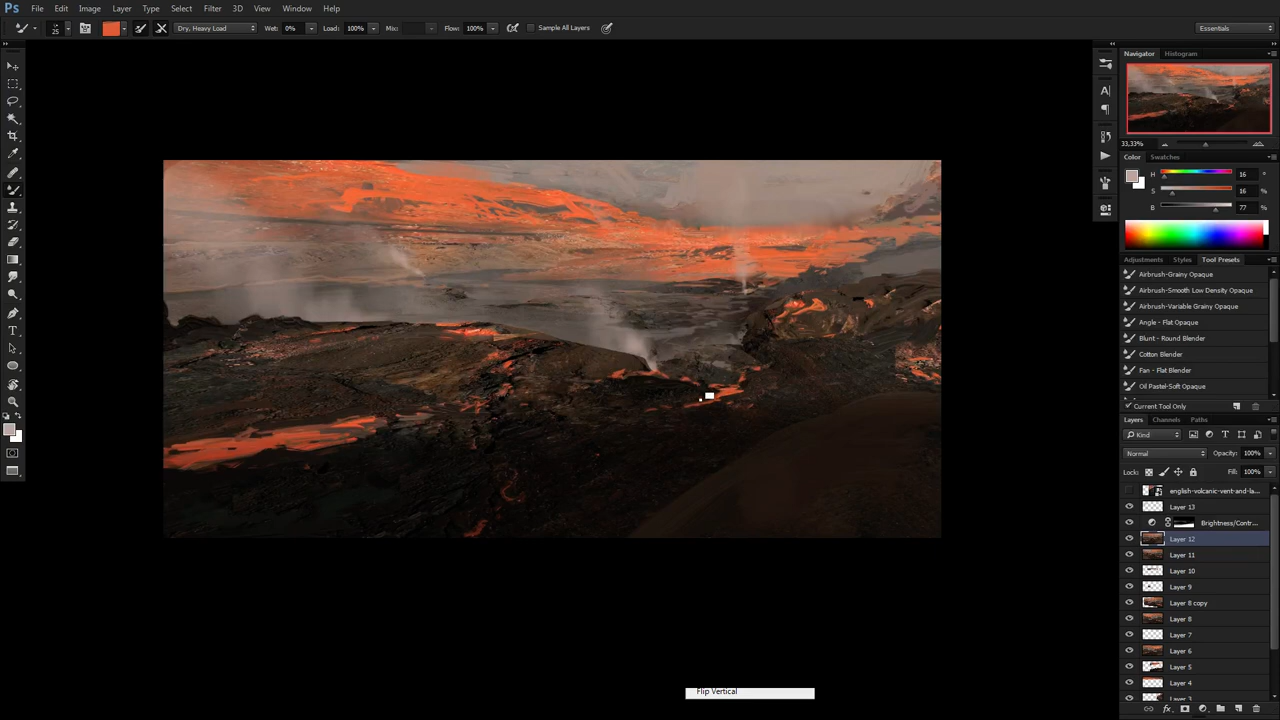 Ps File Edit Image Layer Type Select Filter 3D View Window Help
25 Dry, Heavy Load Wet: 0% Load: 100% Mix: Flow: 100% Sample All Layers Essentials
Navigator Histogram
33,33%
Color Swatches
H 16 °
S 16 %
B 77 %
Adjustments Styles Tool Presets
Airbrush-Grainy Opaque
Airbrush-Smooth Low Density Opaque
Airbrush-Variable Grainy Opaque
Angle - Flat Opaque
Blunt - Round Blender
Cotton Blender
Fan - Flat Blender
Oil Pastel-Soft Opaque
Current Tool Only
Layers Channels Paths
Kind
Normal Opacity: 100%
Lock: Fill: 100%
english-volcanic-vent-and-la...
Layer 13
Brightness/Contr...
Layer 12
Layer 11
Layer 10
Layer 9
Layer 8 copy
Layer 8
Layer 7
Layer 6
Layer 5
Layer 4
Layer 3
Flip Vertical